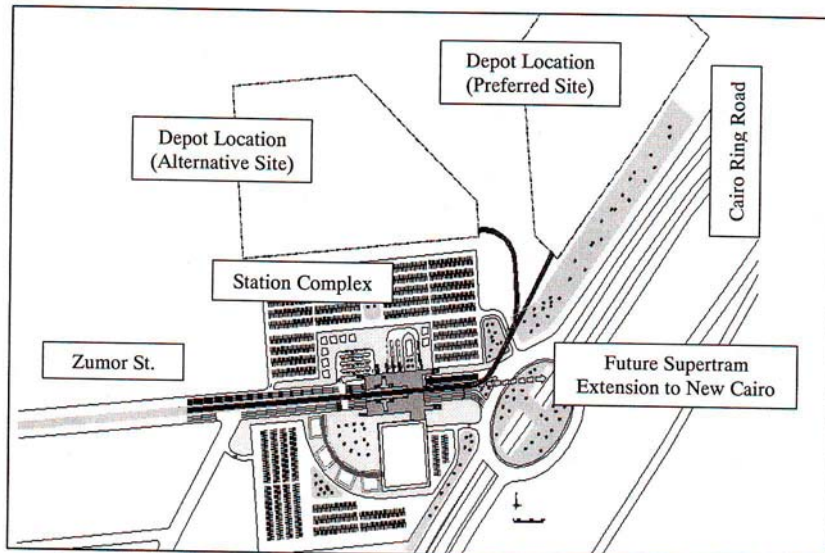 Depot Location
(Preferred Site)
Depot Location
(Alternative Site)
Cairo Ring Road
Station Complex
Zumor St.
Future Supertram
Extension to New Cairo